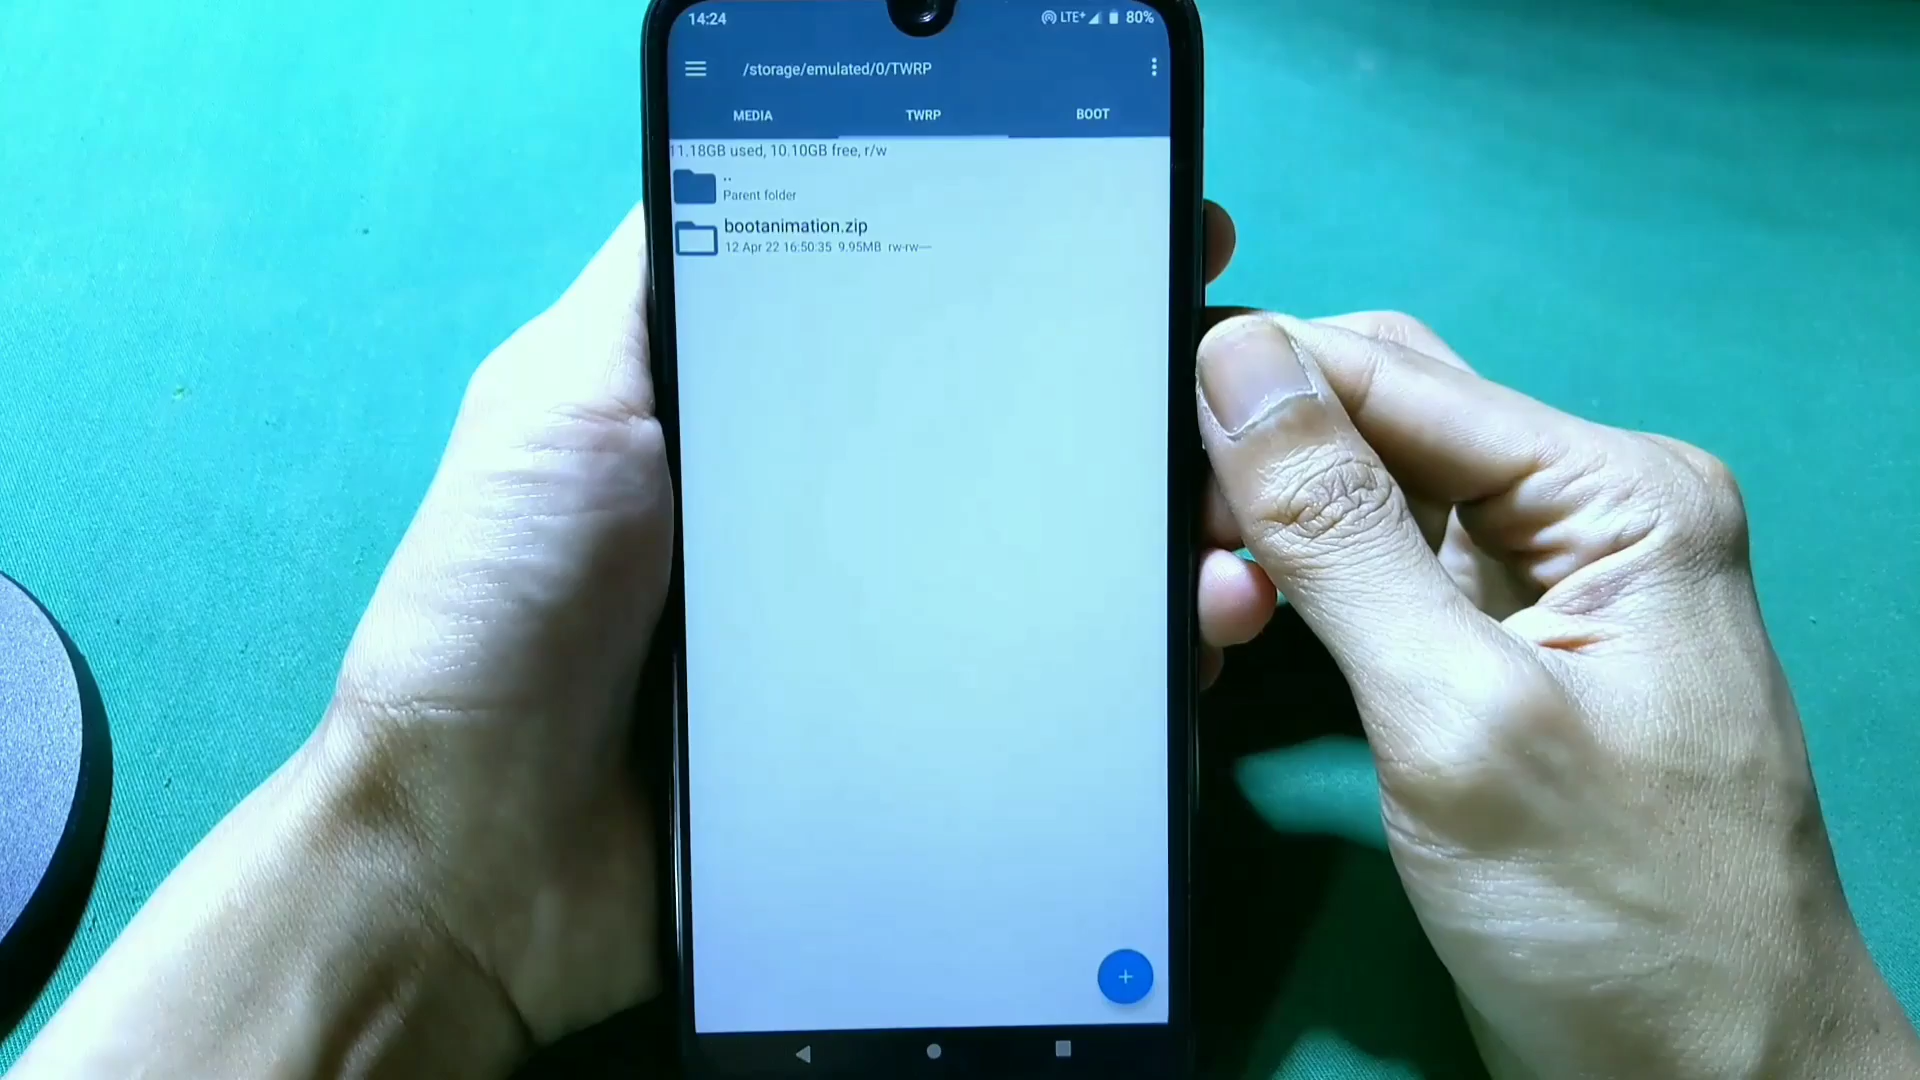 14:24 LTE+ 80%
/storage/emulated/0/TWRP
MEDIA TWRP BOOT
11.18GB used, 10.10GB free, r/w
..
Parent folder
bootanimation.zip
12 Apr 22 16:50:35 9.95MB rw-rw----